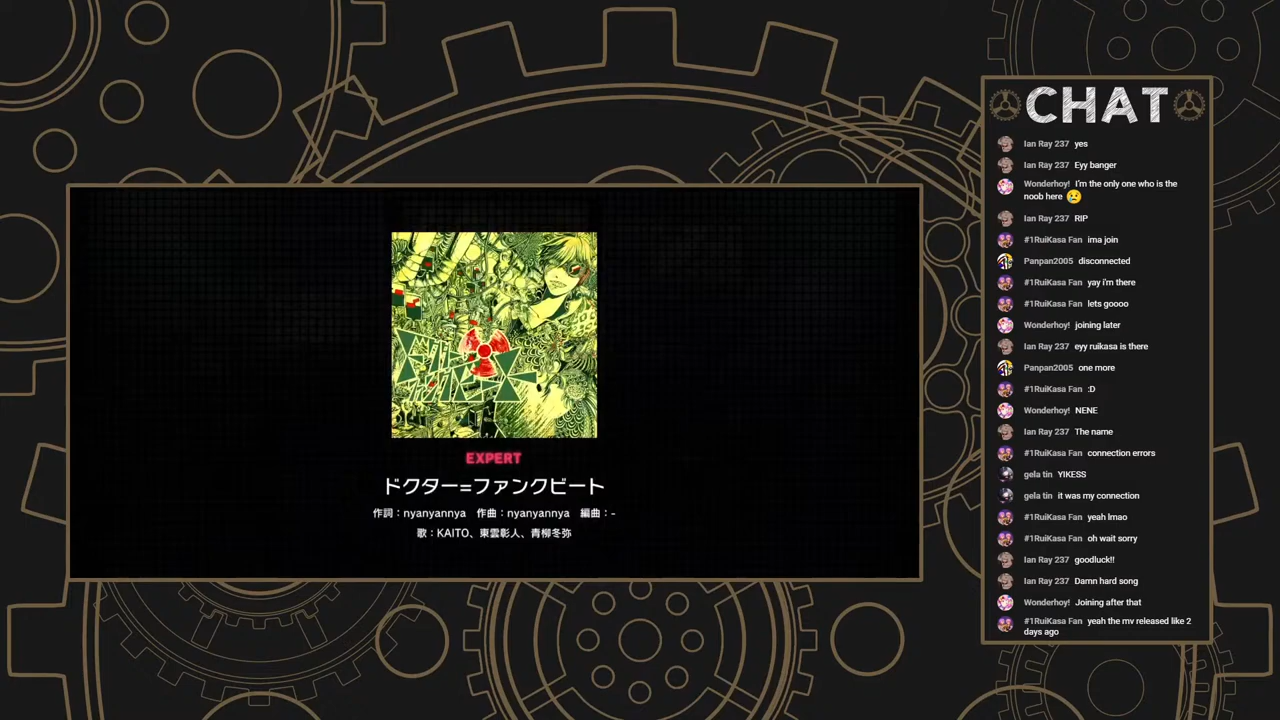 EXPERT
ドクター=ファンクビート
作詞：nyanyannya　作曲：nyanyannya　編曲：-
歌：KAITO、東雲彰人、青柳冬弥
CHAT
Ian Ray 237 yes
Ian Ray 237 Eyy banger
Wonderhoy! I'm the only one who is the
noob here 😢
Ian Ray 237 RIP
#1RuiKasa Fan ima join
Panpan2005 disconnected
#1RuiKasa Fan yay i'm there
#1RuiKasa Fan lets goooo
Wonderhoy! joining later
Ian Ray 237 eyy ruikasa is there
Panpan2005 one more
#1RuiKasa Fan :D
Wonderhoy! NENE
Ian Ray 237 The name
#1RuiKasa Fan connection errors
gela tin YIKESS
gela tin it was my connection
#1RuiKasa Fan yeah lmao
#1RuiKasa Fan oh wait sorry
Ian Ray 237 goodluck!!
Ian Ray 237 Damn hard song
Wonderhoy! Joining after that
#1RuiKasa Fan yeah the mv released like 2
days ago